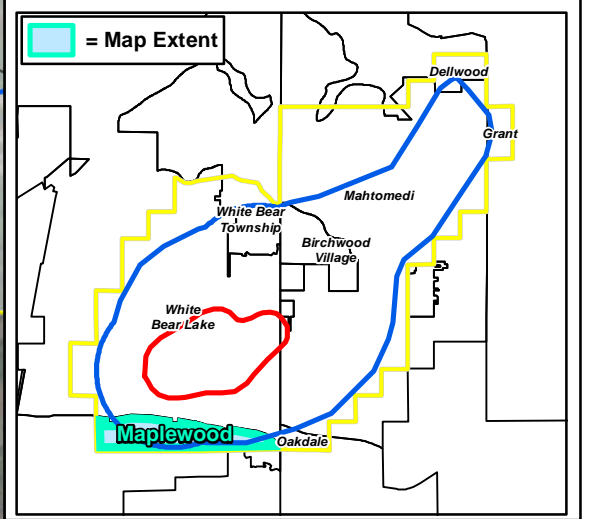 = Map Extent
Dellwood
Grant
Mahtomedi
White Bear
Township
Birchwood
Village
White
Bear Lake
Maplewood
Oakdale